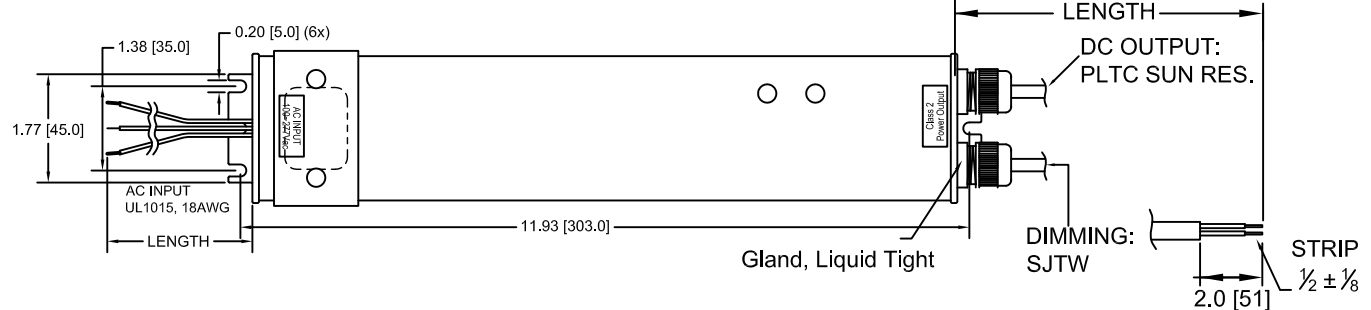 LENGTH
0.20 [5.0] (6x)
1.38 [35.0]
DC OUTPUT:
PLTC SUN RES.
1.77 [45.0]
AC INPUT
100-277Vac
Class 2
Power Output
AC INPUT
UL1015, 18AWG
LENGTH
11.93 [303.0]
Gland, Liquid Tight
DIMMING:
SJTW
STRIP
½ ± ⅛
2.0 [51]